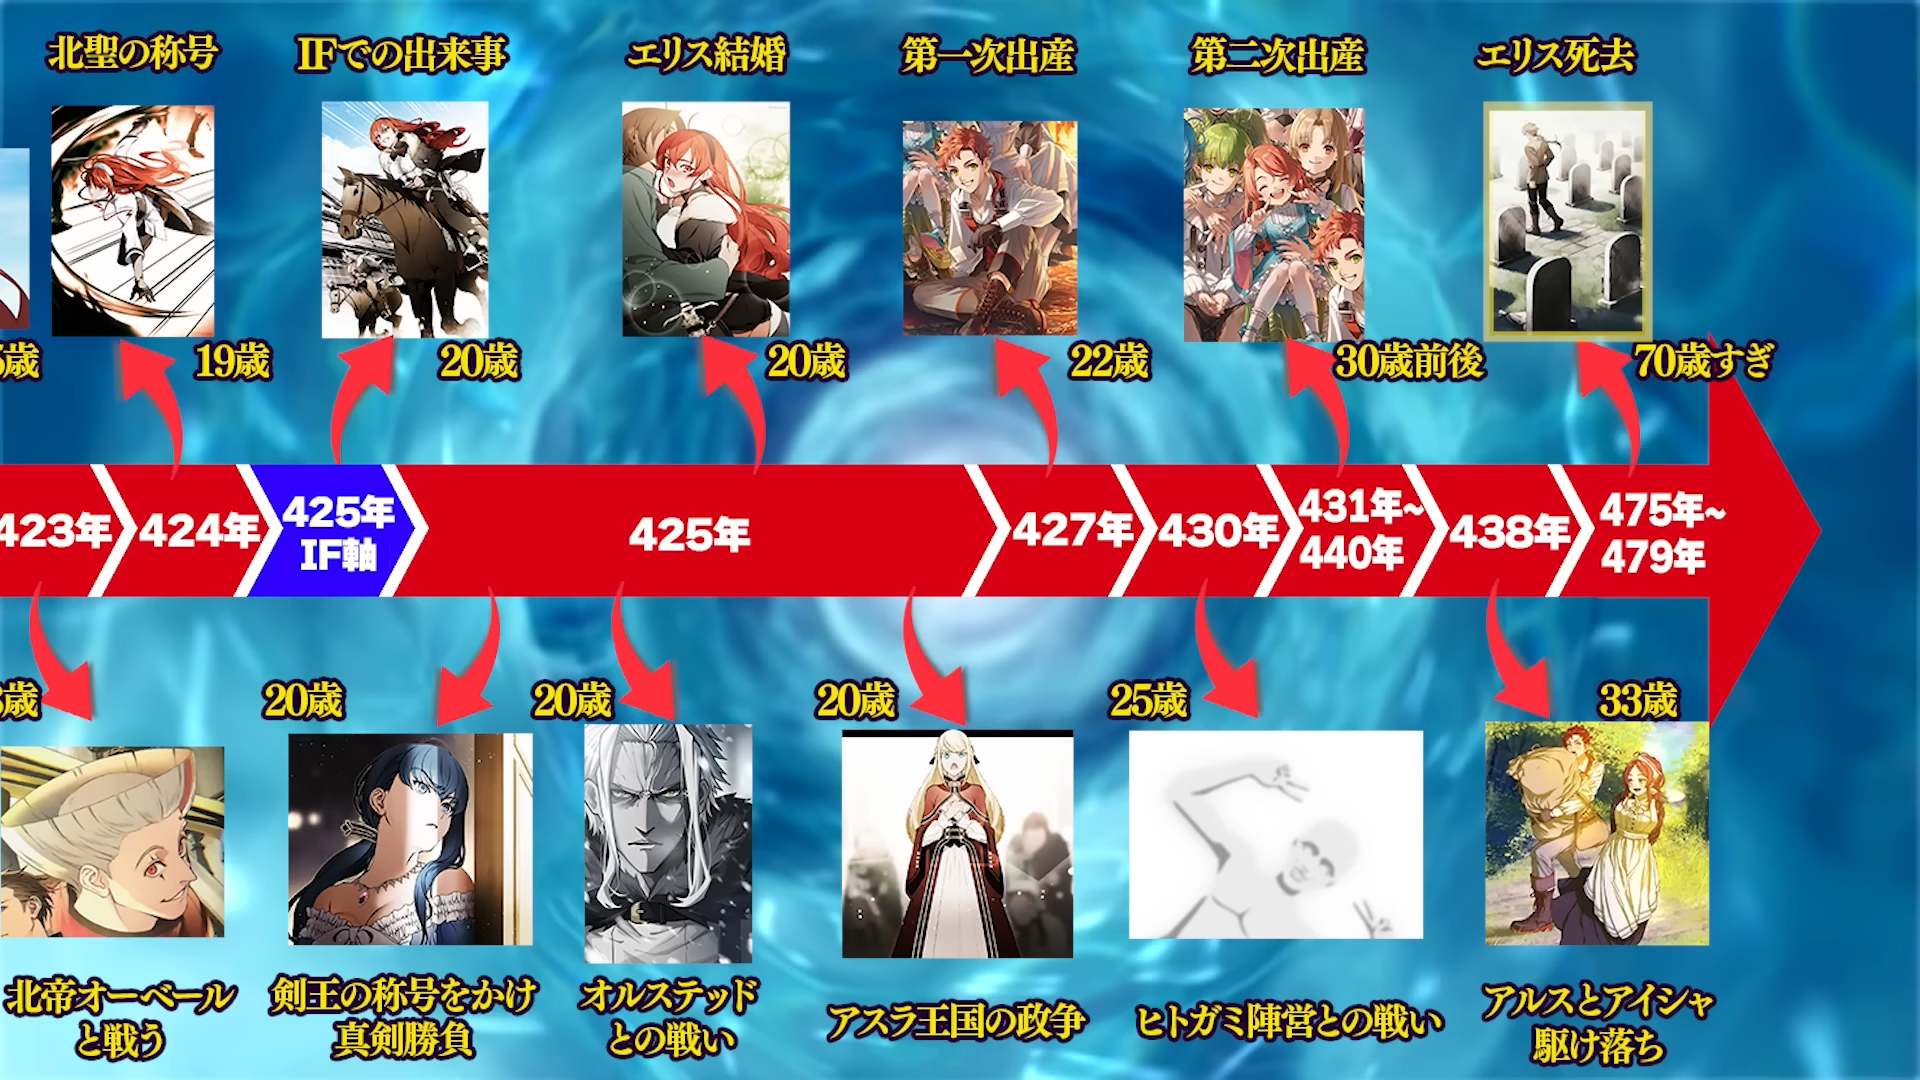 北聖の称号
IFでの出来事
エリス結婚
第一次出産
第二次出産
エリス死去
歳
19歳
20歳
20歳
22歳
30歳前後
70歳すぎ
423年
424年
425年
IF軸
425年
427年
430年
431年~
440年
438年
475年~
479年
歳
20歳
20歳
20歳
25歳
33歳
北帝オーベール
と戦う
剣王の称号をかけ
真剣勝負
オルステッド
との戦い
アスラ王国の政争
ヒトガミ陣営との戦い
アルスとアイシャ
駆け落ち